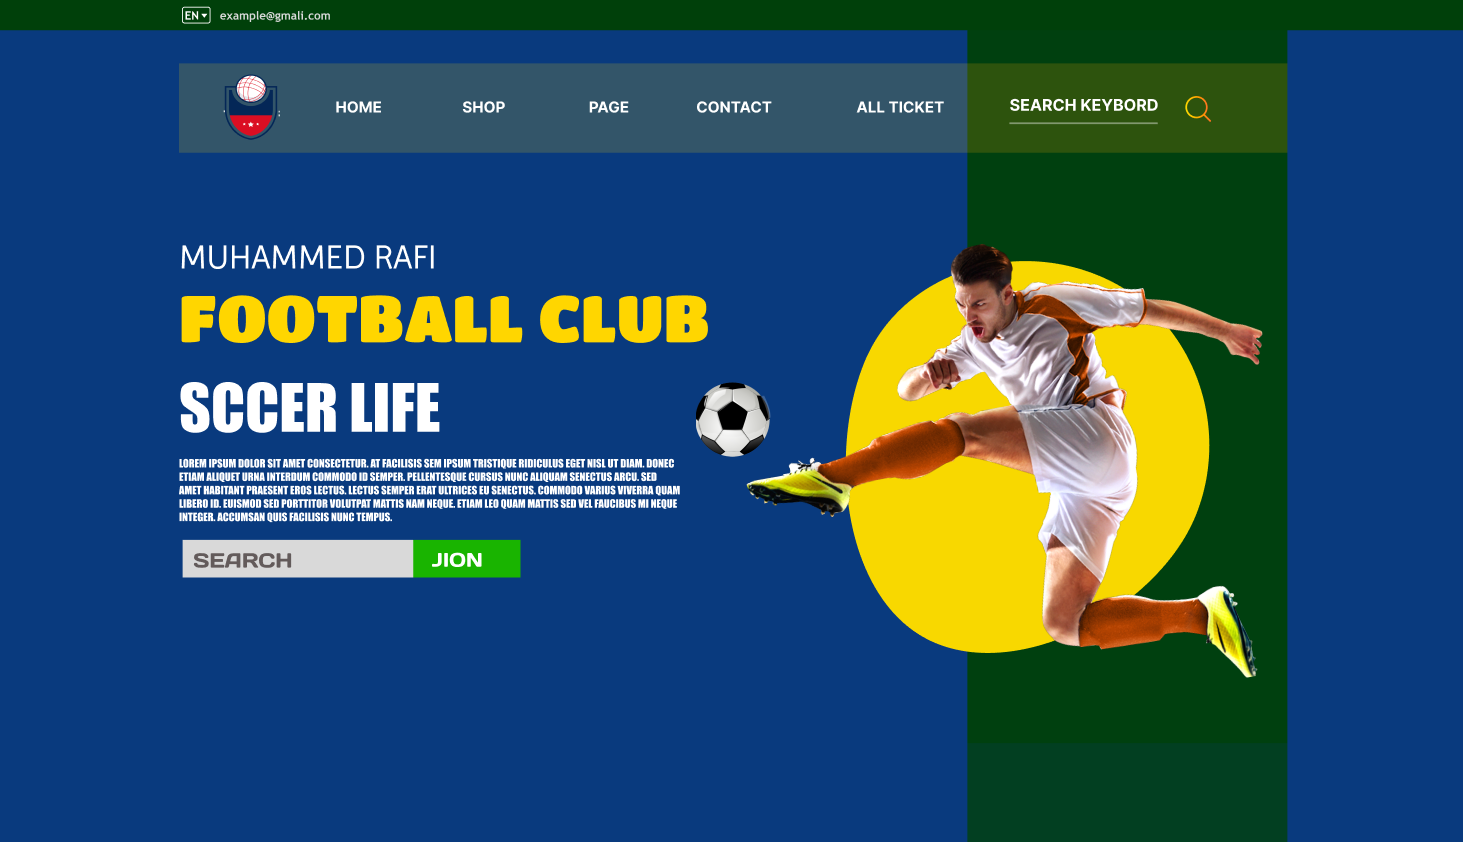 EN example@gmali.com
HOME SHOP PAGE CONTACT ALL TICKET SEARCH KEYBORD
MUHAMMED RAFI
FOOTBALL CLUB
SCCER LIFE
LOREM IPSUM DOLOR SIT AMET CONSECTETUR. AT FACILISIS SEM IPSUM TRISTIQUE RIDICULUS EGET NISL UT DIAM. DONEC
ETIAM ALIQUET URNA INTERDUM COMMODO ID SEMPER. PELLENTESQUE CURSUS NUNC ALIQUAM SENECTUS ARCU. SED
AMET HABITANT PRAESENT EROS LECTUS. LECTUS SEMPER ERAT ULTRICES EU SENECTUS. COMMODO VARIUS VIVERRA QUAM
LIBERO ID. EUISMOD SED PORTTITOR VOLUTPAT MATTIS NAM NEQUE. ETIAM LEO QUAM MATTIS SED VEL FAUCIBUS MI NEQUE
INTEGER. ACCUMSAN QUIS FACILISIS NUNC TEMPUS.
SEARCH JION